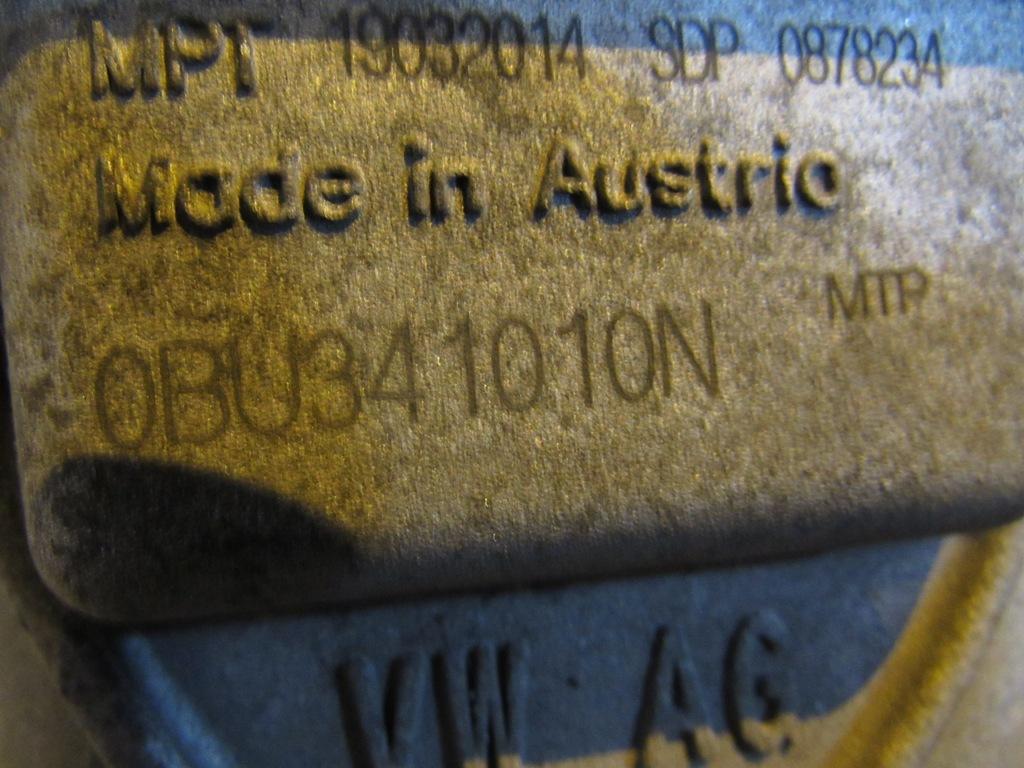 MPT 19032014 SDP 0878234
Made in Austria
MTP
0BU341010N
VW AG